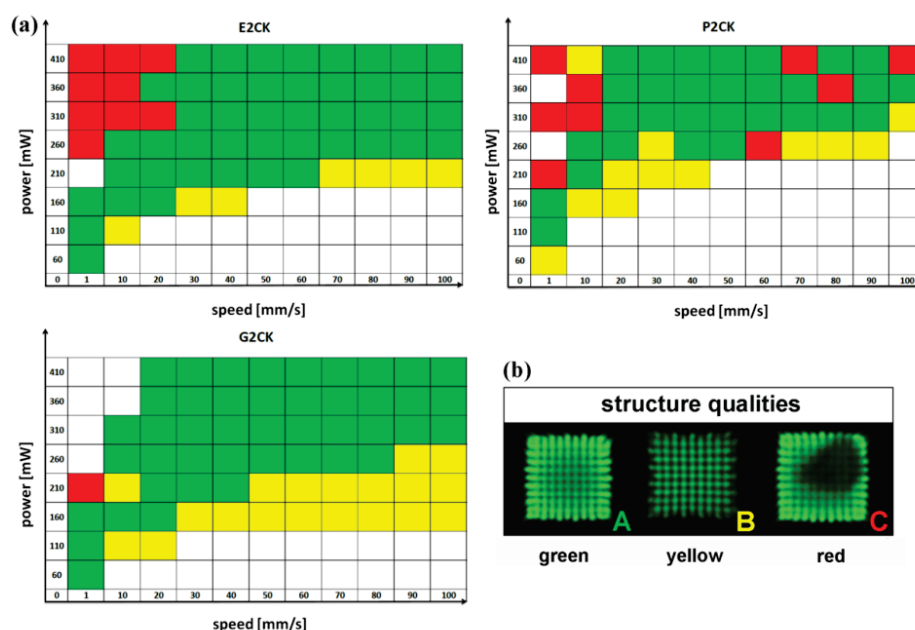 (a)
E2CK
power [mW]
410
360
310
260
210
160
110
60
0 1 10 20 30 40 50 60 70 80 90 100
speed [mm/s]
P2CK
power [mW]
410
360
310
260
210
160
110
60
0 1 10 20 30 40 50 60 70 80 90 100
speed [mm/s]
G2CK
power [mW]
410
360
310
260
210
160
110
60
0 1 10 20 30 40 50 60 70 80 90 100
speed [mm/s]
(b)
structure qualities
A B C
green yellow red